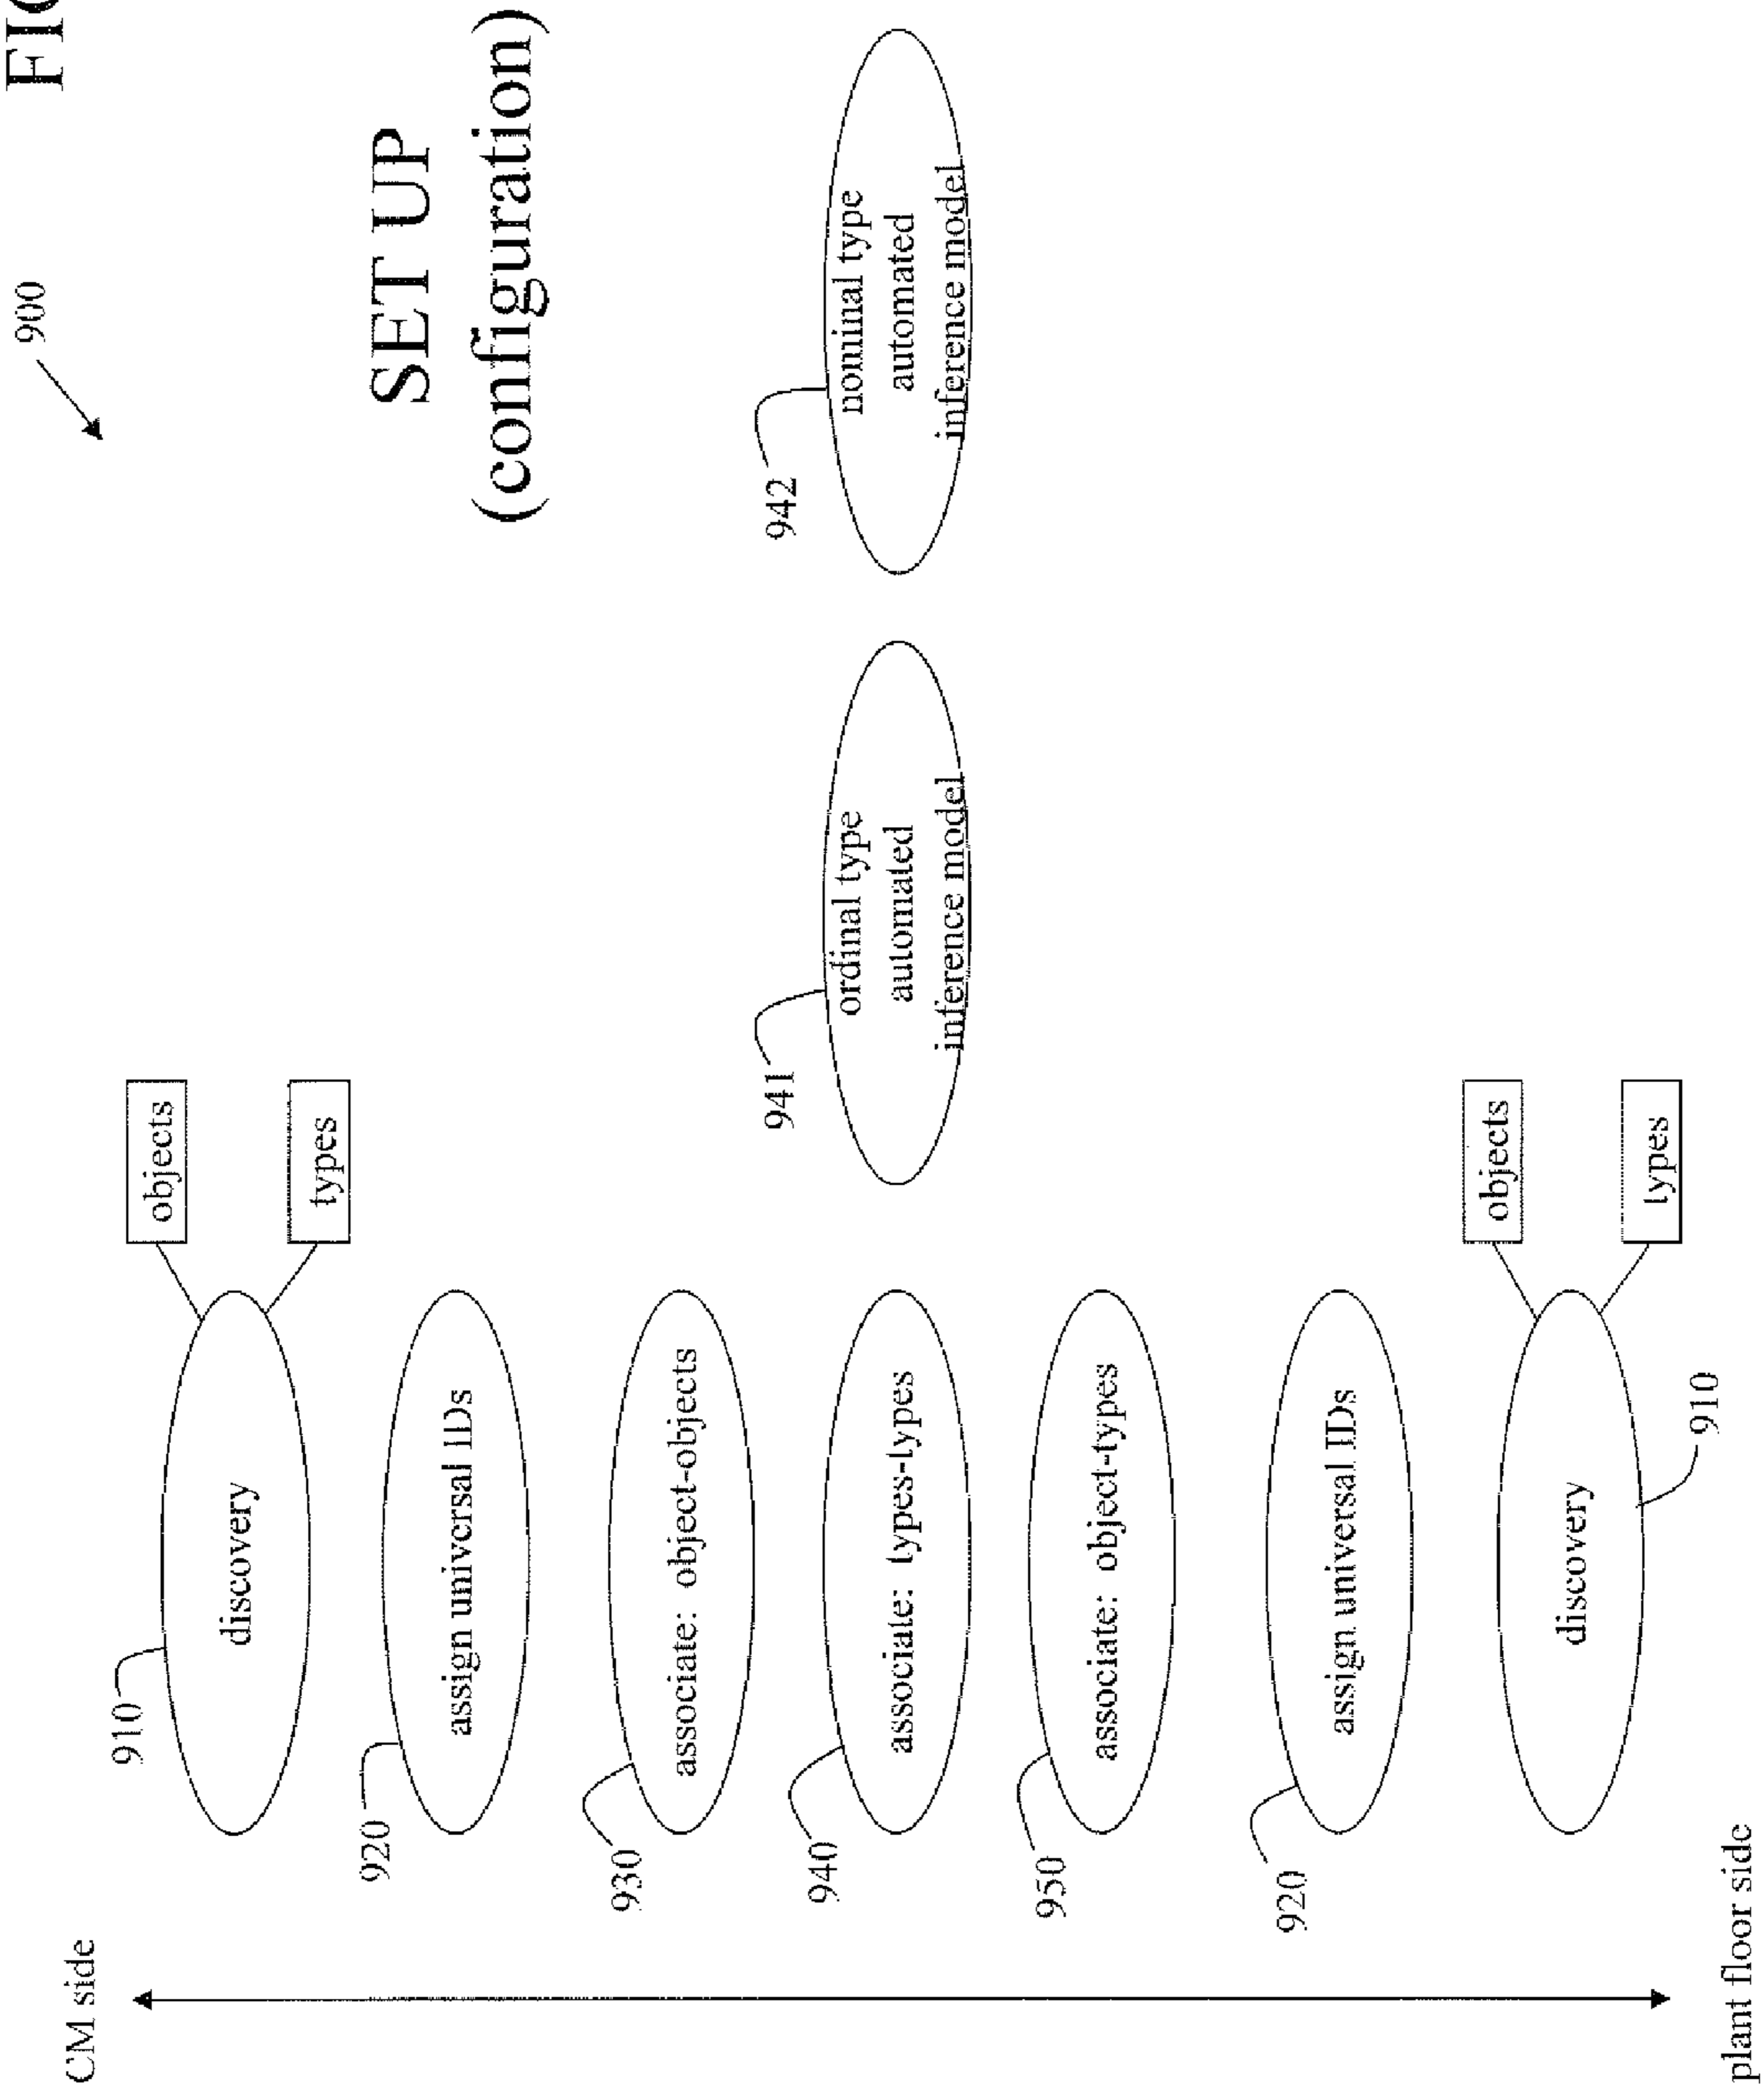 FIG
900
SET UP
(configuration)
CM side
910
discovery
objects
types
920
assign universal IDs
930
associate: object-objects
940
associate: types-types
941
ordinal type
automated
inference model
942
nominal type
automated
inference model
950
associate: object-types
920
assign universal IDs
discovery
objects
types
910
plant floor side